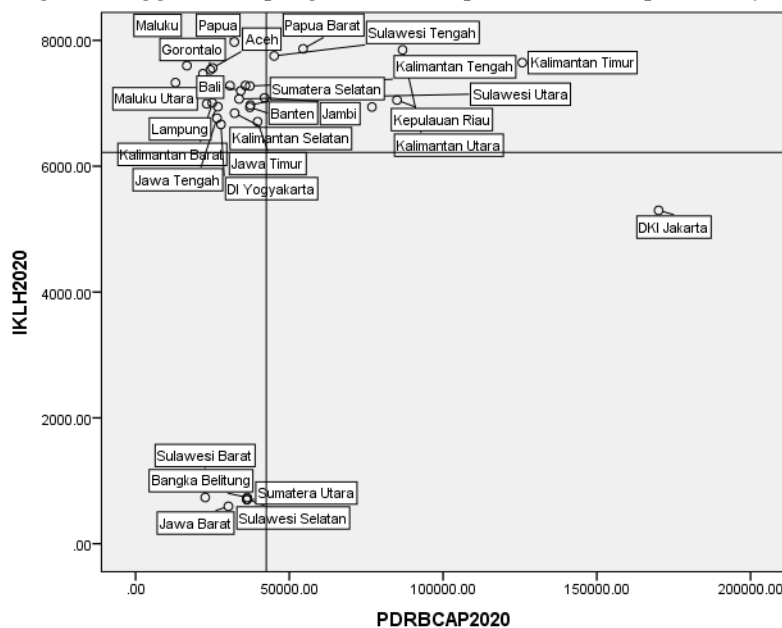 Maluku
Papua
Papua Barat
Sulawesi Tengah
Aceh
Gorontalo
Kalimantan Timur
Kalimantan Tengah
Bali
Sumatera Selatan
Sulawesi Utara
Maluku Utara
Banten
Jambi
Kepulauan Riau
Lampung
Kalimantan Selatan
Kalimantan Utara
Kalimantan Barat
Jawa Timur
Jawa Tengah
DI Yogyakarta
DKI Jakarta
Sulawesi Barat
Bangka Belitung
Sumatera Utara
Jawa Barat
Sulawesi Selatan
8000.00
6000.00
4000.00
2000.00
.00
IKLH2020
.00
50000.00
100000.00
150000.00
200000.00
PDRBCAP2020